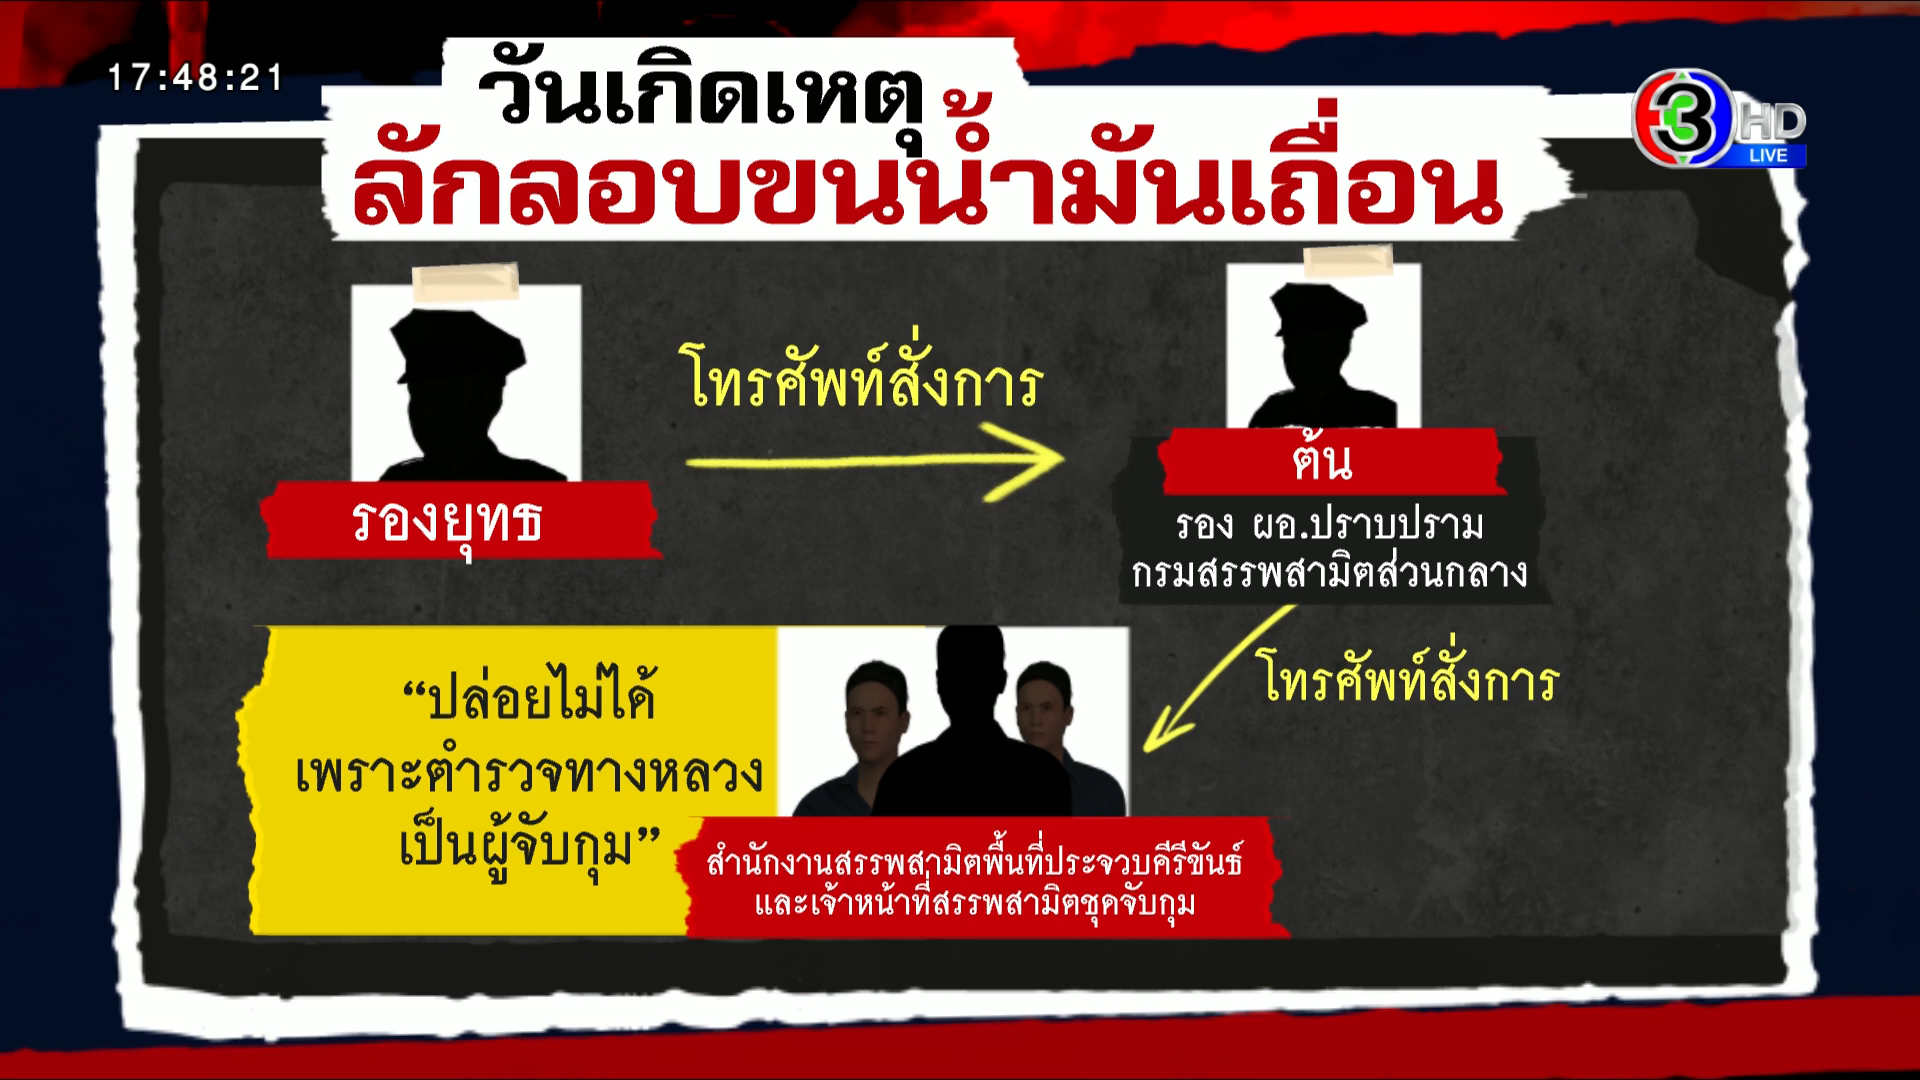 17:48:21
วันเกิดเหตุ
ลักลอบขนน้ำมันเถื่อน
3 HD
LIVE
โทรศัพท์สั่งการ
รองยุทธ
ต้น
รอง ผอ.ปราบปราม
กรมสรรพสามิตส่วนกลาง
โทรศัพท์สั่งการ
“ปล่อยไม่ได้
เพราะตำรวจทางหลวง
เป็นผู้จับกุม”
สำนักงานสรรพสามิตพื้นที่ประจวบคีรีขันธ์
และเจ้าหน้าที่สรรพสามิตชุดจับกุม